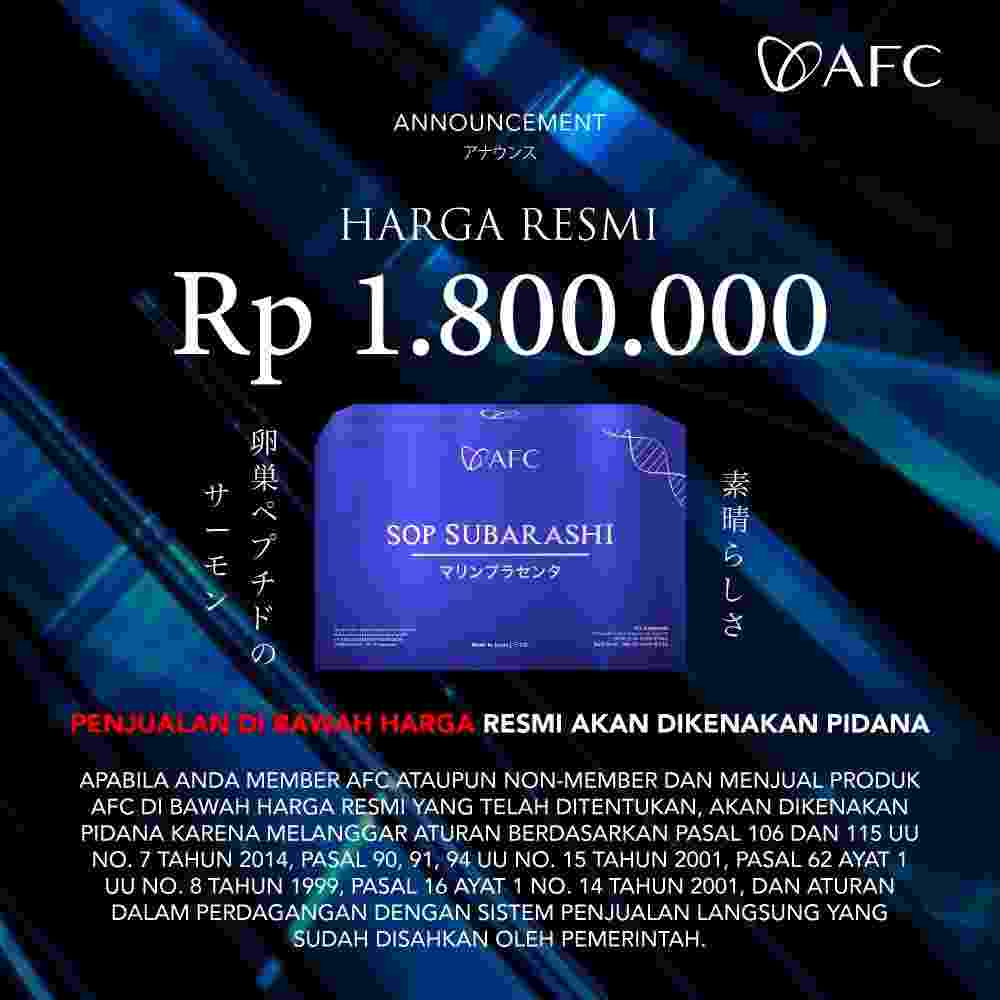 AFC
ANNOUNCEMENT
アナウンス
HARGA RESMI
Rp 1.800.000
卵巣ペプチドの
サーモン
素晴らしさ
AFC
SOP SUBARASHI
マリンプラセンタ
PENJUALAN DI BAWAH HARGA RESMI AKAN DIKENAKAN PIDANA
APABILA ANDA MEMBER AFC ATAUPUN NON-MEMBER DAN MENJUAL PRODUK
AFC DI BAWAH HARGA RESMI YANG TELAH DITENTUKAN, AKAN DIKENAKAN
PIDANA KARENA MELANGGAR ATURAN BERDASARKAN PASAL 106 DAN 115 UU
NO. 7 TAHUN 2014, PASAL 90, 91, 94 UU NO. 15 TAHUN 2001, PASAL 62 AYAT 1
UU NO. 8 TAHUN 1999, PASAL 16 AYAT 1 NO. 14 TAHUN 2001, DAN ATURAN
DALAM PERDAGANGAN DENGAN SISTEM PENJUALAN LANGSUNG YANG
SUDAH DISAHKAN OLEH PEMERINTAH.